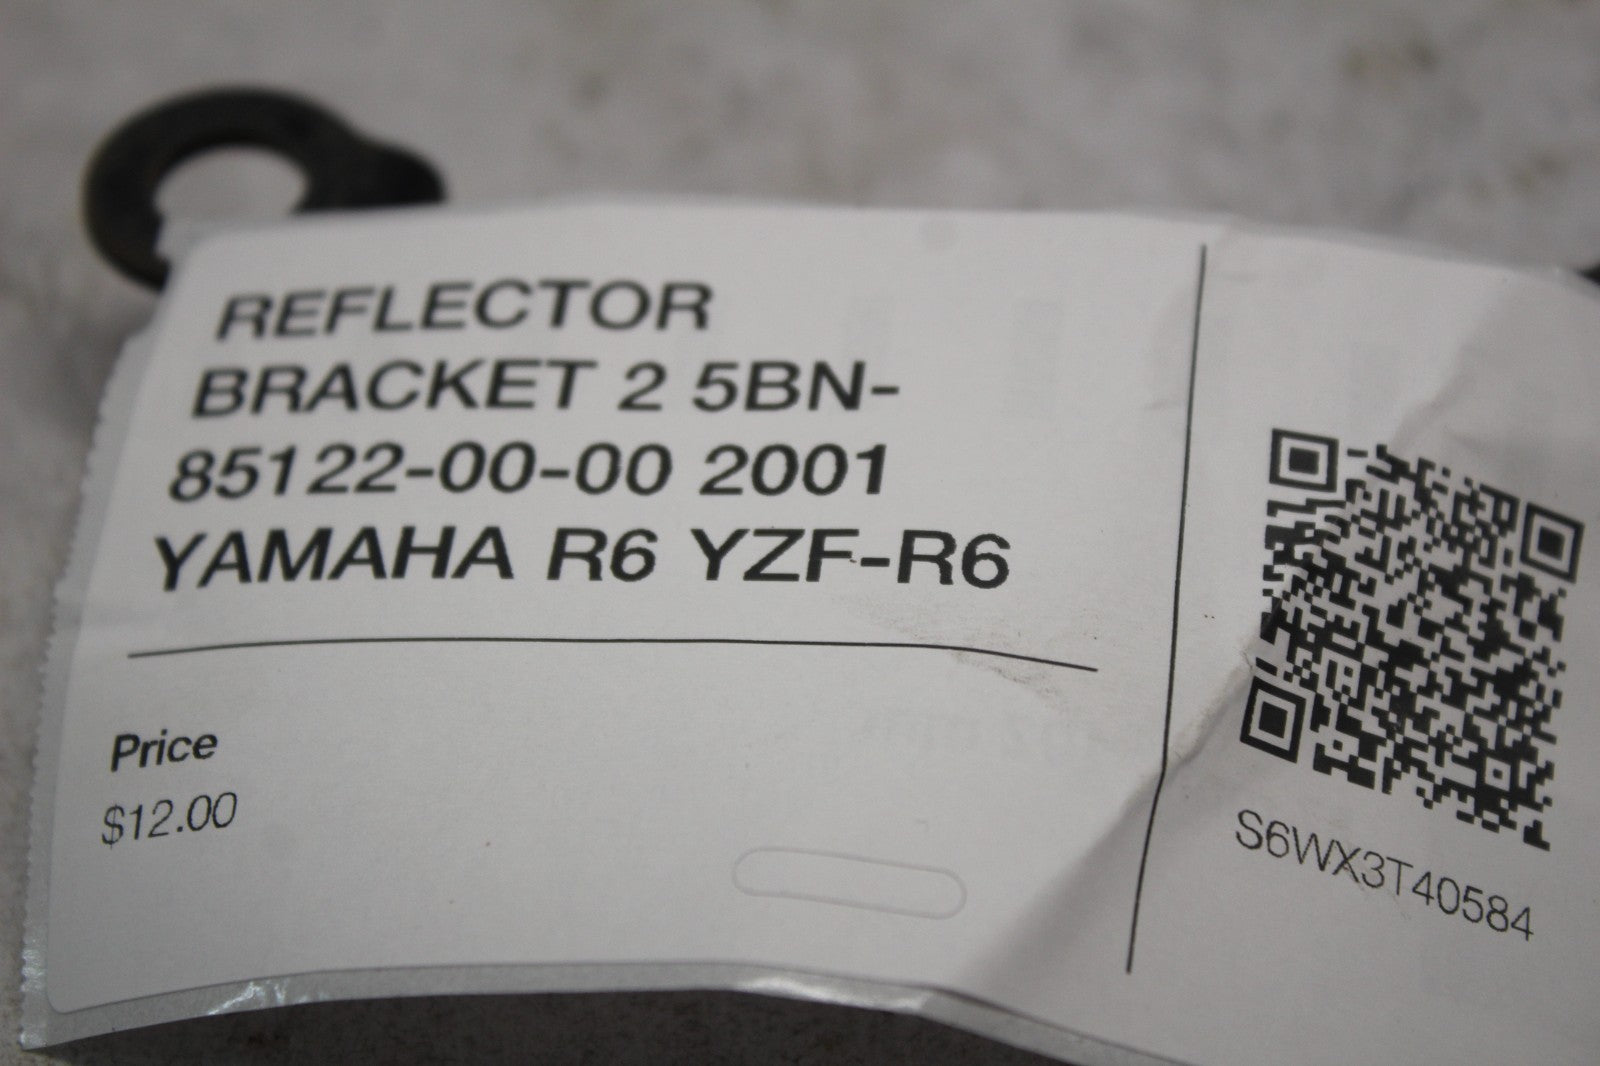 REFLECTOR
BRACKET 2 5BN-
85122-00-00 2001
YAMAHA R6 YZF-R6
Price
$12.00
S6WX3T40584